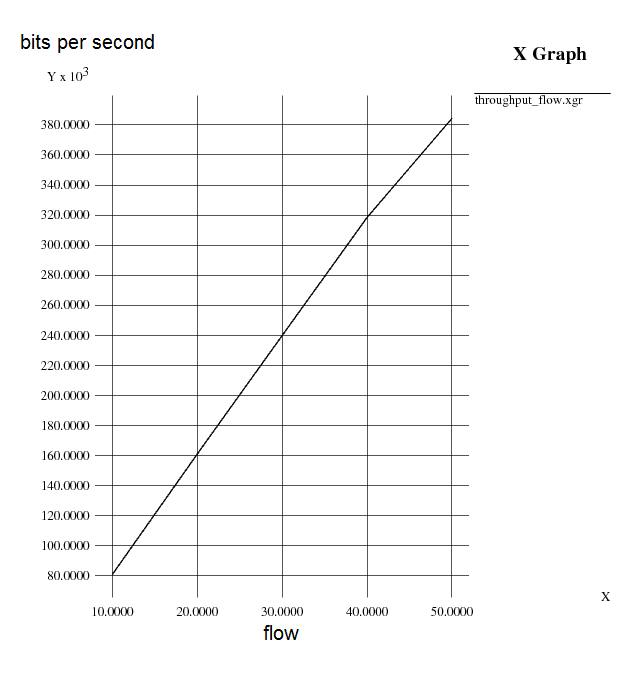 bits per second
X Graph
Y x 10³
throughput_flow.xgr
380.0000
360.0000
340.0000
320.0000
300.0000
280.0000
260.0000
240.0000
220.0000
200.0000
180.0000
160.0000
140.0000
120.0000
100.0000
80.0000
X
10.0000 20.0000 30.0000 40.0000 50.0000
flow